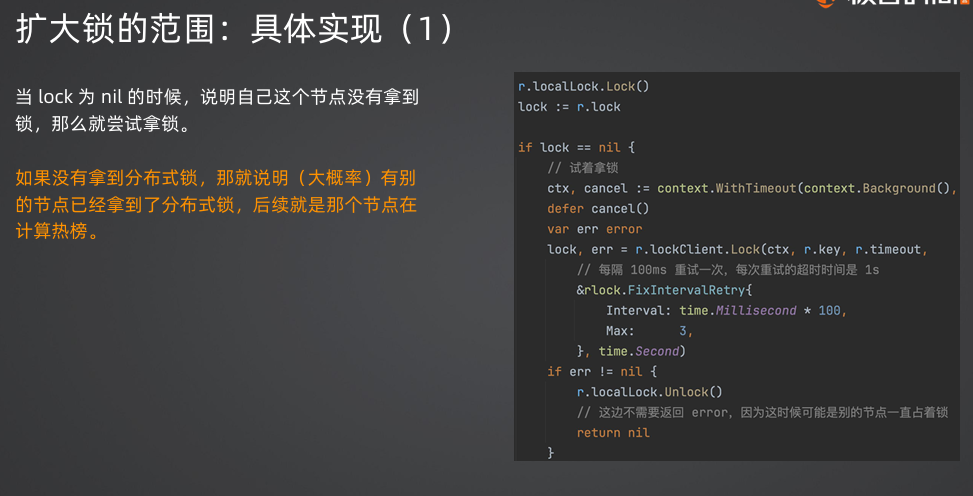 扩大锁的范围：具体实现（1）
当 lock 为 nil 的时候，说明自己这个节点没有拿到
锁，那么就尝试拿锁。
如果没有拿到分布式锁，那就说明（大概率）有别
的节点已经拿到了分布式锁，后续就是那个节点在
计算热榜。
r.localLock.Lock()
lock := r.lock
if lock == nil {
// 试着拿锁
ctx, cancel := context.WithTimeout(context.Background(),
defer cancel()
var err error
lock, err = r.lockClient.Lock(ctx, r.key, r.timeout,
// 每隔 100ms 重试一次，每次重试的超时时间是 1s
&rlock.FixIntervalRetry{
Interval: time.Millisecond * 100,
Max: 3,
}, time.Second)
if err != nil {
r.localLock.Unlock()
// 这边不需要返回 error，因为这时候可能是别的节点一直占着锁
return nil
}